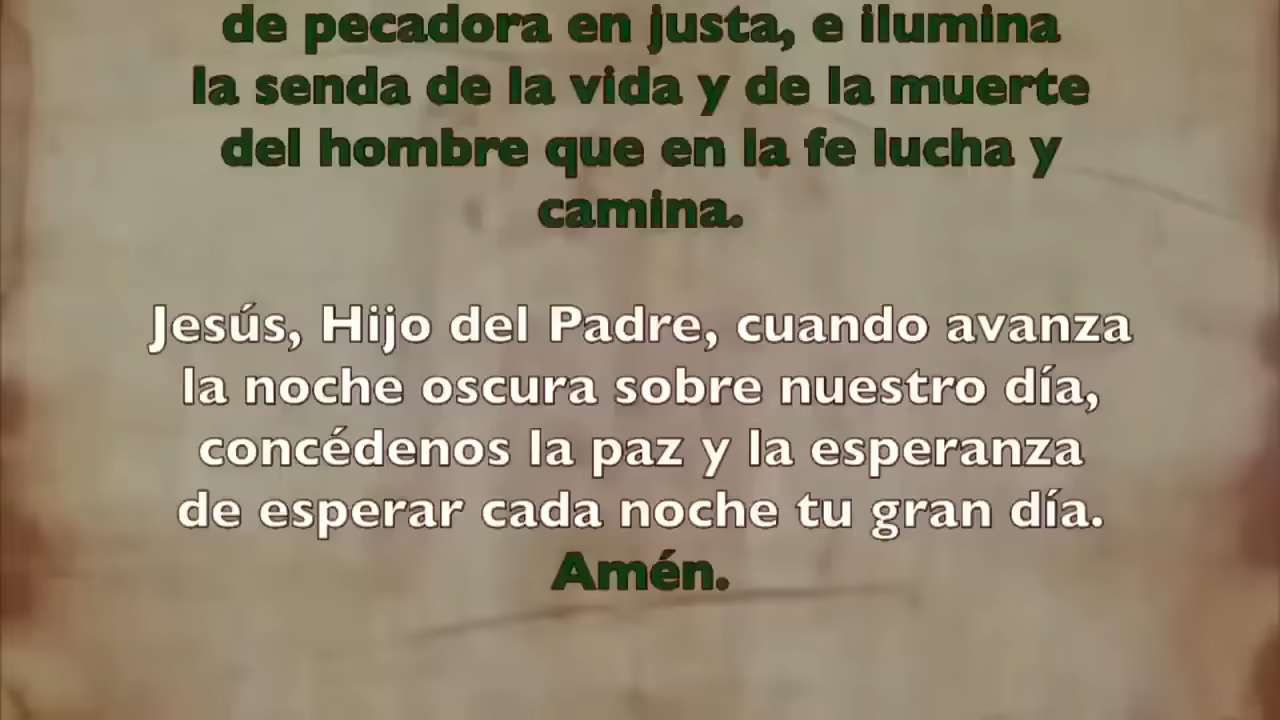 de pecadora en justa, e ilumina
la senda de la vida y de la muerte
del hombre que en la fe lucha y
camina.
Jesús, Hijo del Padre, cuando avanza
la noche oscura sobre nuestro día,
concédenos la paz y la esperanza
de esperar cada noche tu gran día.
Amén.